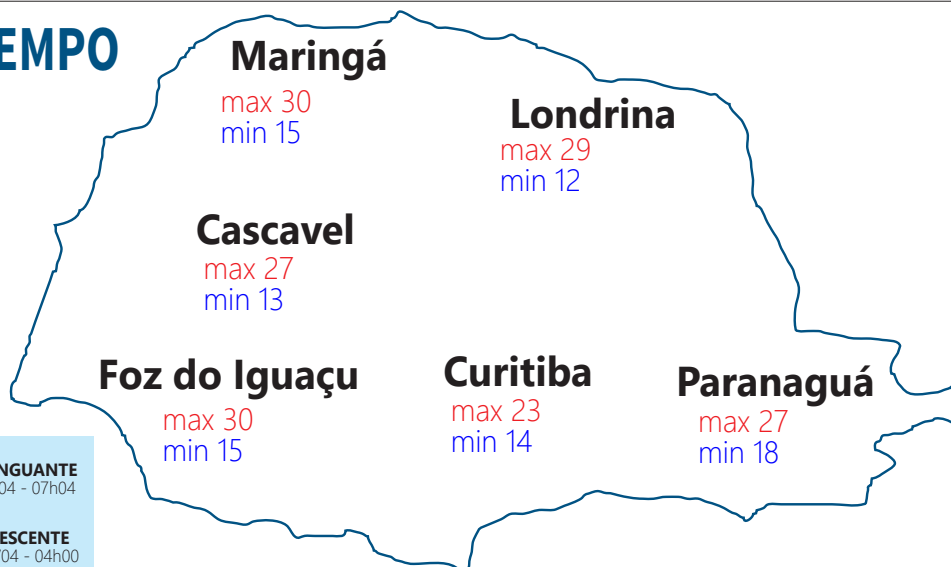 EMPO
Maringá
max 30
min 15
Londrina
max 29
min 12
Cascavel
max 27
min 13
Foz do Iguaçu
max 30
min 15
Curitiba
max 23
min 14
Paranaguá
max 27
min 18
NGUANTE
04 - 07h04
ESCENTE
/04 - 04h00